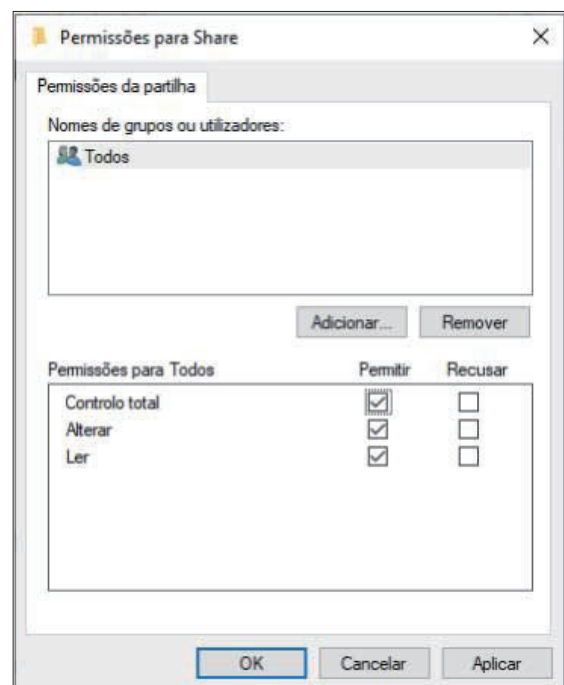 Permissões para Share
Permissões da partilha
Nomes de grupos ou utilizadores:
Todos
Adicionar...
Remover
Permissões para Todos
Permitir
Recusar
Controlo total
Alterar
Ler
OK
Cancelar
Aplicar